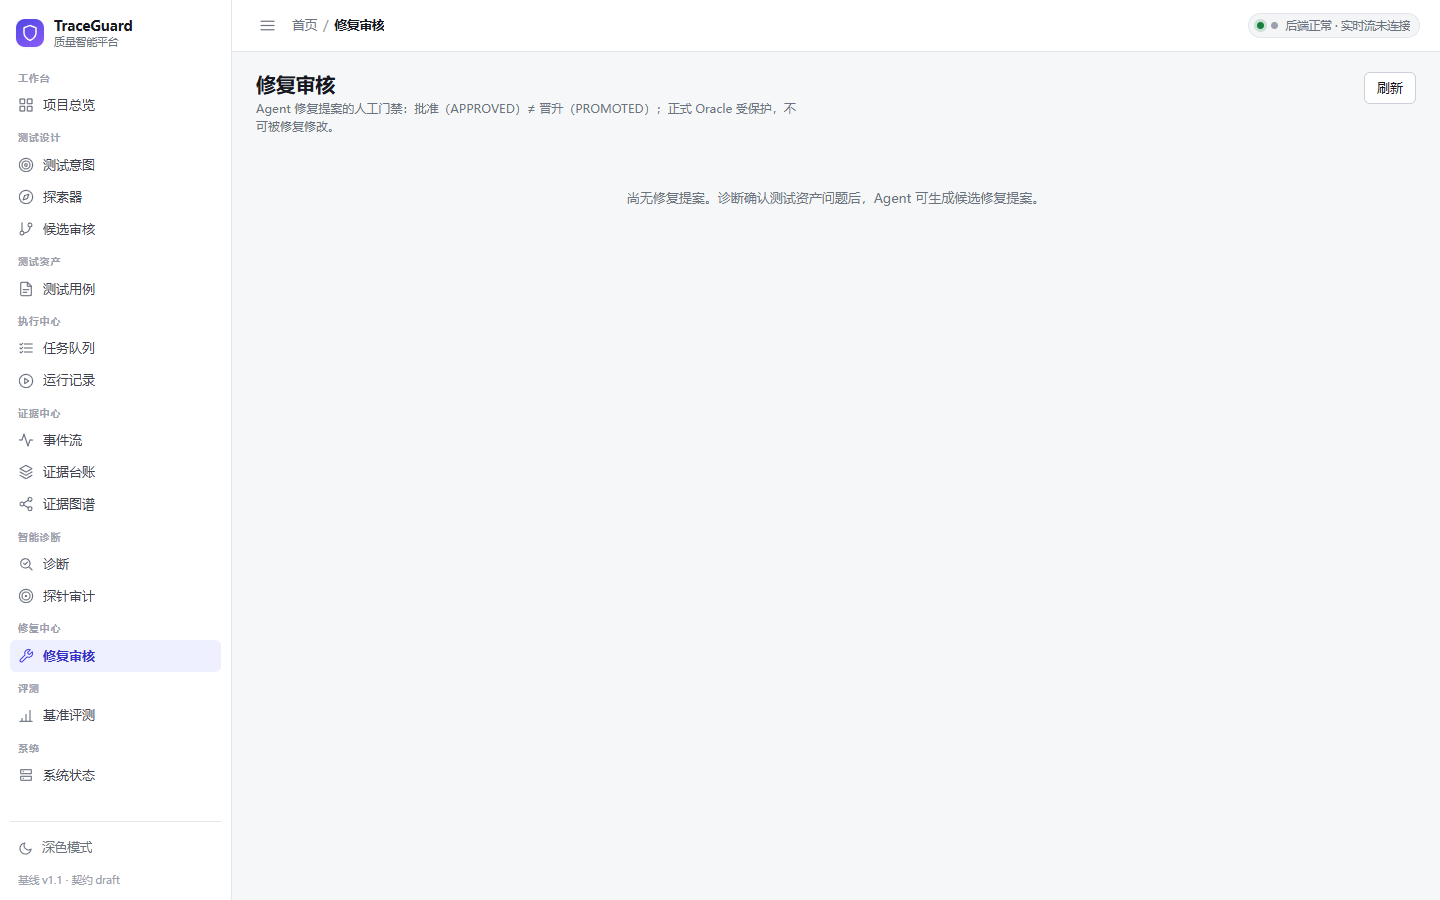 TraceGuard
质量智能平台
工作台
项目总览
测试设计
测试意图
探索器
候选审核
测试资产
测试用例
执行中心
任务队列
运行记录
证据中心
事件流
证据台账
证据图谱
智能诊断
诊断
探针审计
修复中心
修复审核
评测
基准评测
系统
系统状态
深色模式
基线 v1.1 · 契约 draft
首页 / 修复审核
后端正常 · 实时流未连接
修复审核
刷新
Agent 修复提案的人工门禁：批准（APPROVED）≠ 晋升（PROMOTED）；正式 Oracle 受保护，不
可被修复修改。
尚无修复提案。诊断确认测试资产问题后，Agent 可生成候选修复提案。